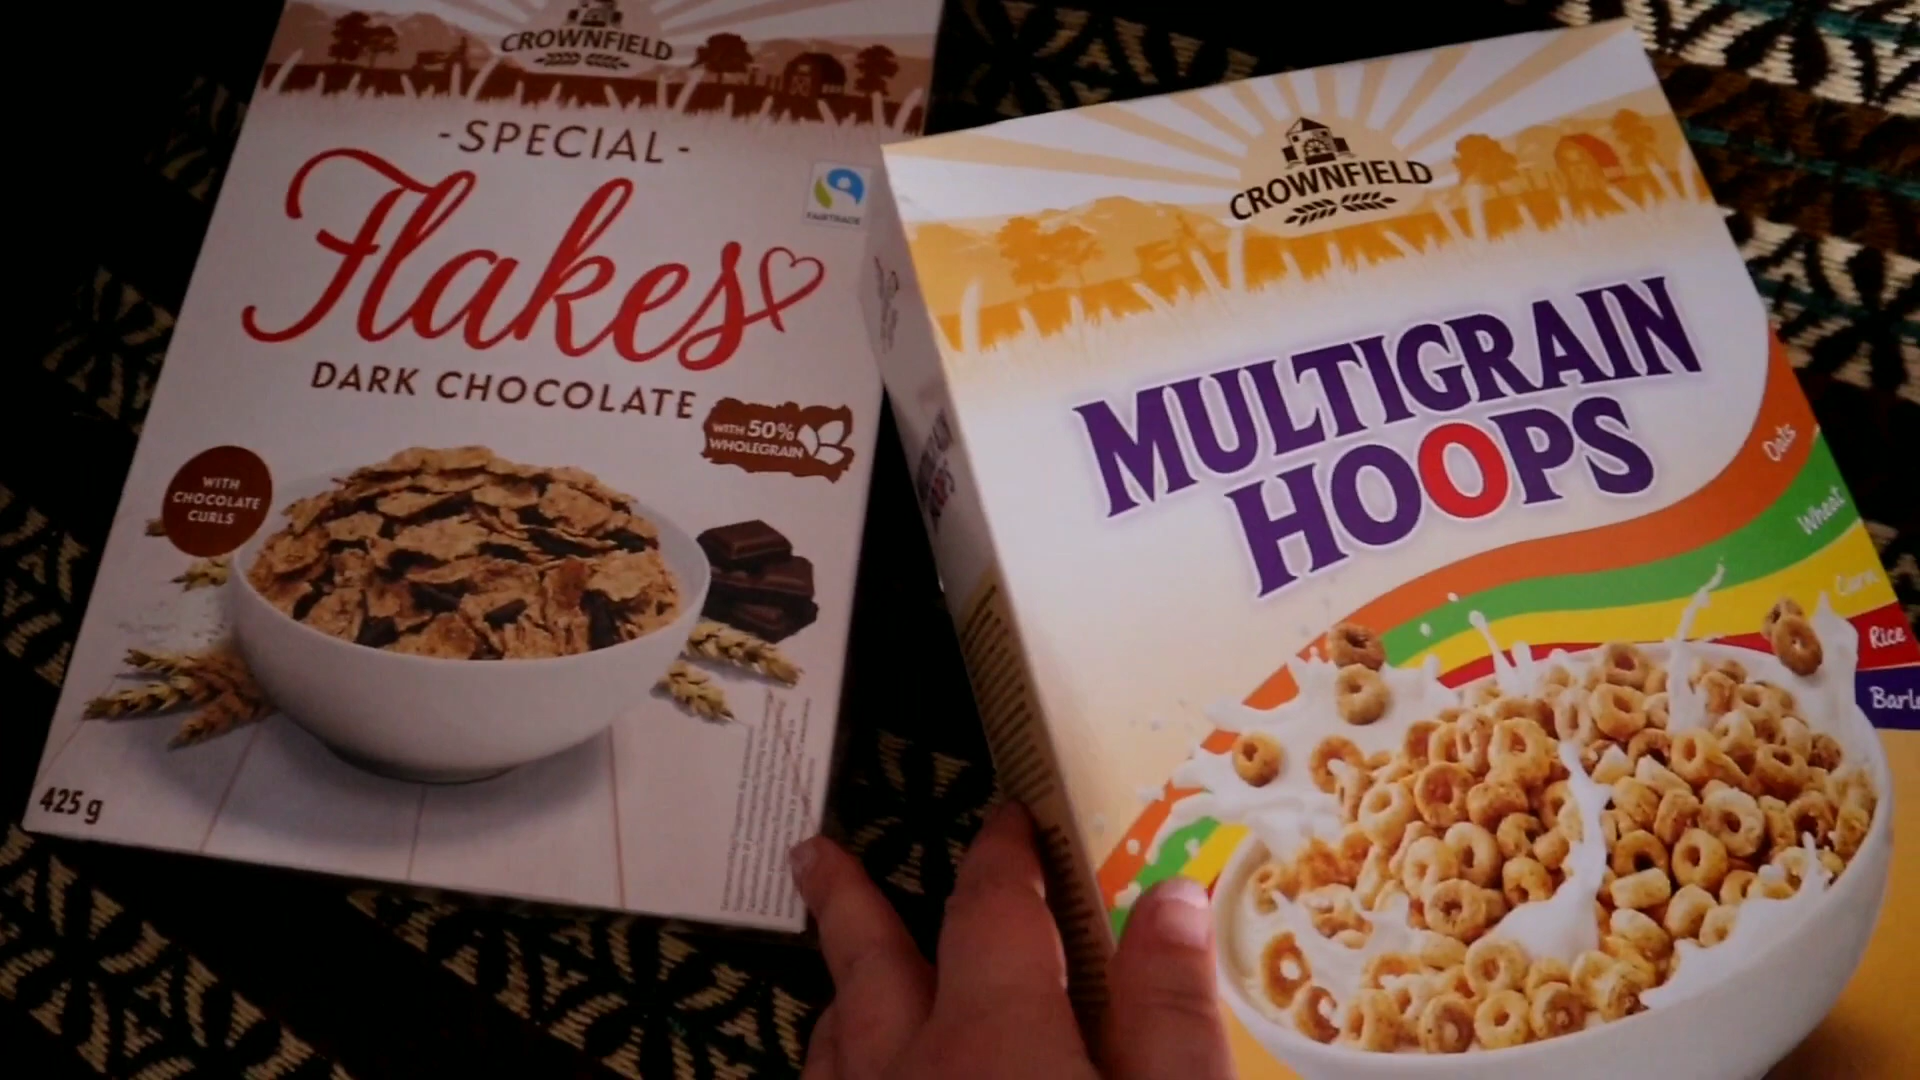 CROWNFIELD
-SPECIAL-
Flakes
DARK CHOCOLATE
FAIRTRADE
WITH 50%
WHOLEGRAIN
WITH
CHOCOLATE
CURLS
425 g
CROWNFIELD
MULTIGRAIN
HOOPS
Oats
Wheat
Corn
Rice
Barl